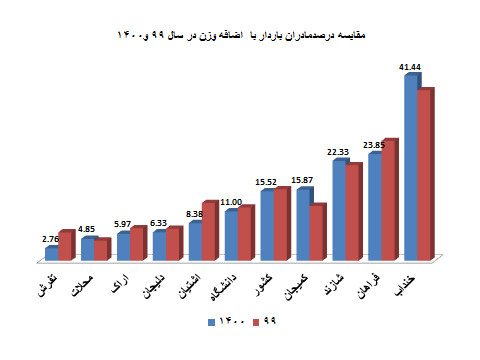 مقایسه درصدمادران باردار با اضافه وزن در سال ۹۹ و۱۴۰۰
2.76
4.85
5.97
6.33
8.38
11.00
15.52
15.87
22.33
23.85
41.44
تفرش
محلات
اراک
دلیجان
اشتیان
دانشگاه
کشور
کمیجان
شازند
فراهان
خنداب
۱۴۰۰
۹۹